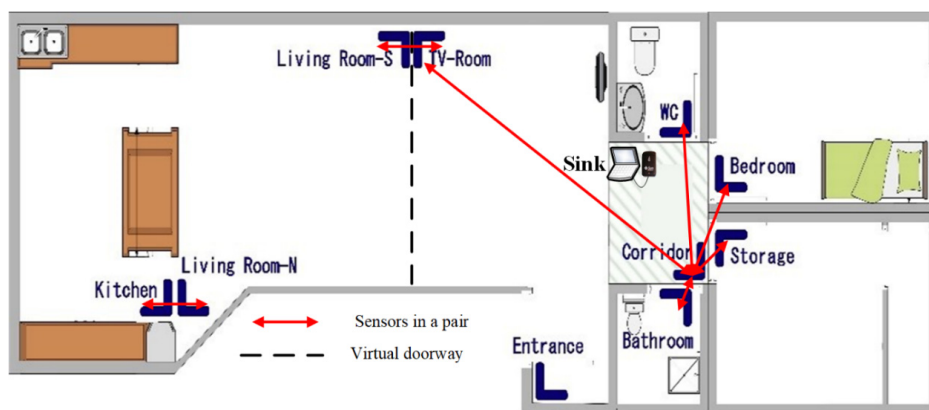 Living Room-S
TV-Room
WC
Sink
Bedroom
Corridor
Storage
Living Room-N
Kitchen
Sensors in a pair
Virtual doorway
Entrance
Bathroom